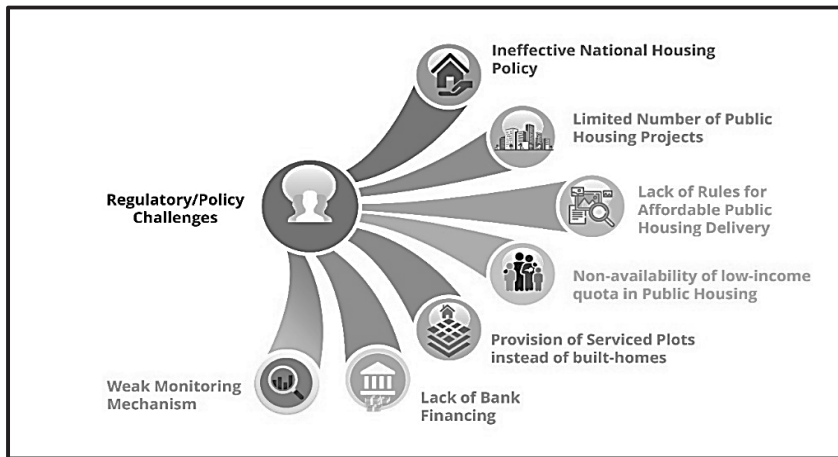 Ineffective National Housing
Policy
Limited Number of Public
Housing Projects
Regulatory/Policy
Challenges
Lack of Rules for
Affordable Public
Housing Delivery
Non-availability of low-income
quota in Public Housing
Provision of Serviced Plots
instead of built-homes
Weak Monitoring
Mechanism
Lack of Bank
Financing